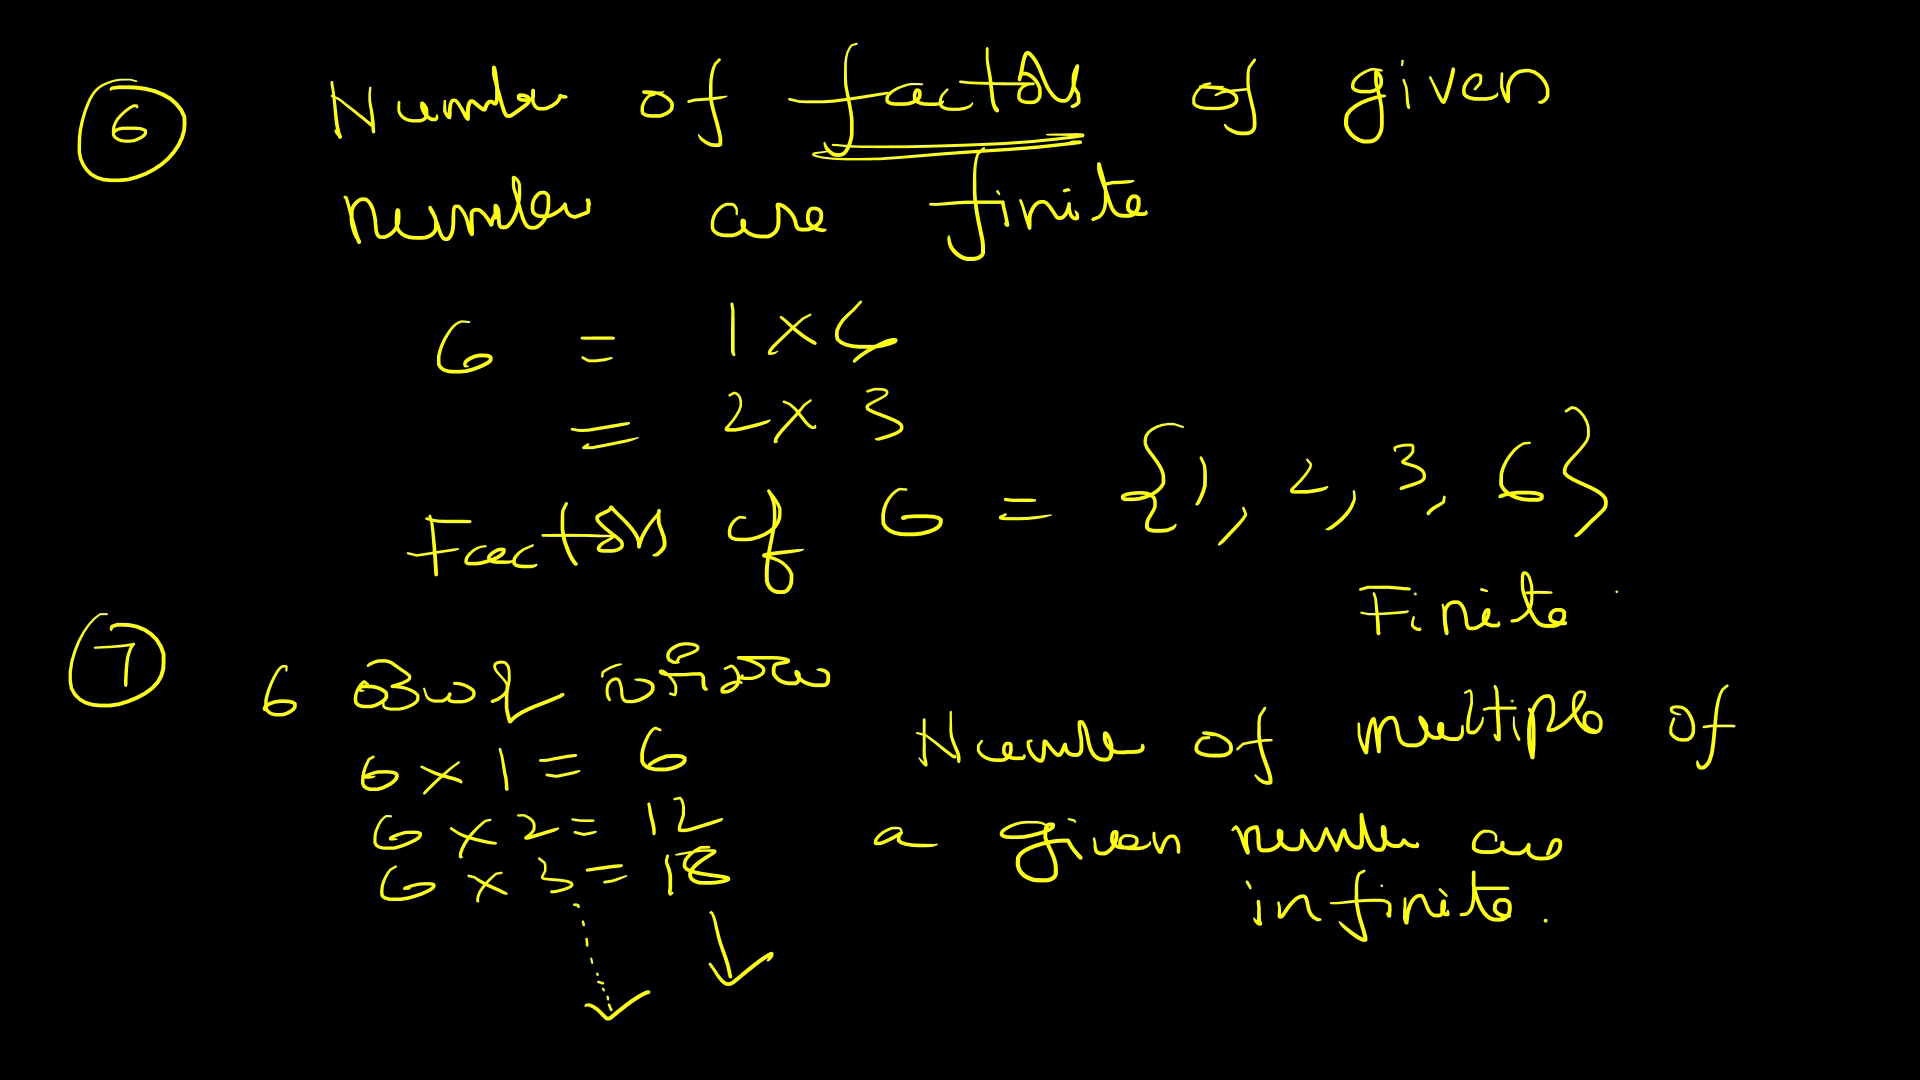 6 Number of factors of given
number are finite
6 = 1 × 6
= 2 × 3
Factors of 6 = {1, 2, 3, 6}
Finite
7 6
6 × 1 = 6
6 × 2 = 12
6 × 3 = 18
Number of multiple of
a given number are
infinite.